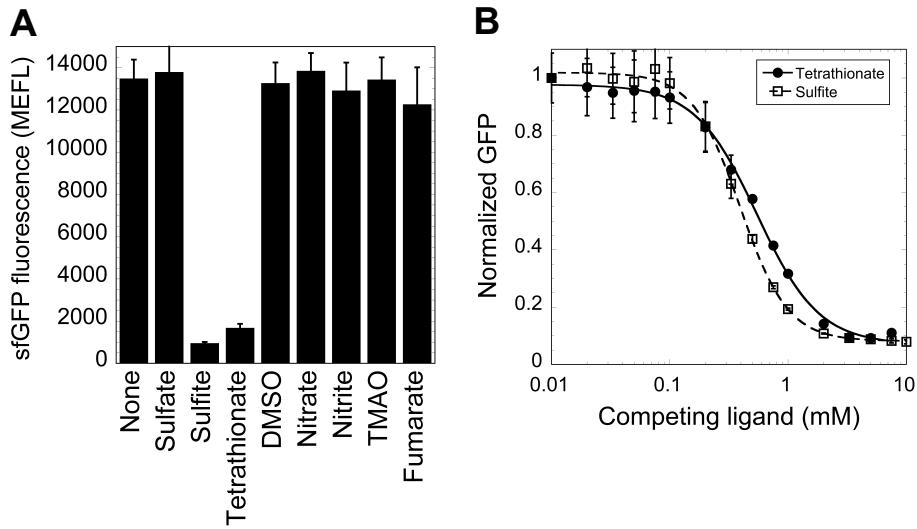 A
sfGFP fluorescence (MEFL)
14000
12000
10000
8000
6000
4000
2000
0
None
Sulfate
Sulfite
Tetrathionate
DMSO
Nitrate
Nitrite
TMAO
Fumarate
B
Normalized GFP
1
0.8
0.6
0.4
0.2
0
Tetrathionate
Sulfite
0.01
0.1
1
10
Competing ligand (mM)